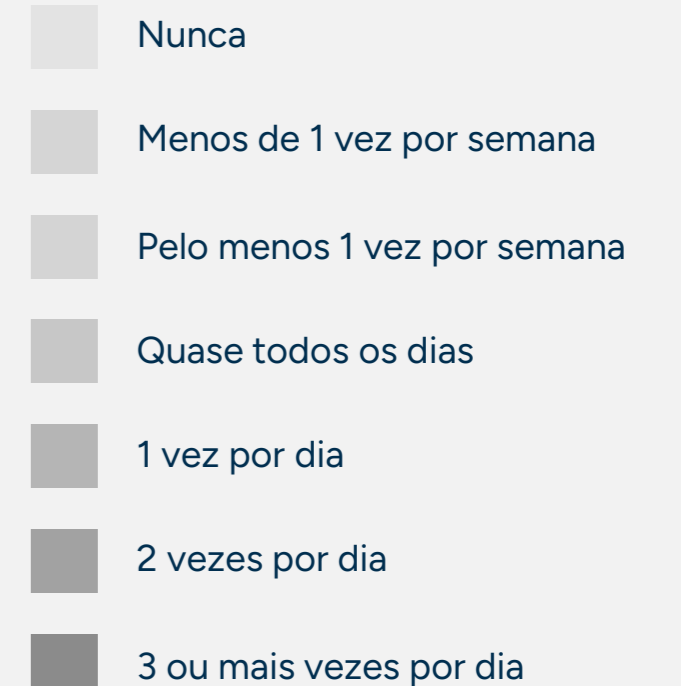 Nunca
Menos de 1 vez por semana
Pelo menos 1 vez por semana
Quase todos os dias
1 vez por dia
2 vezes por dia
3 ou mais vezes por dia